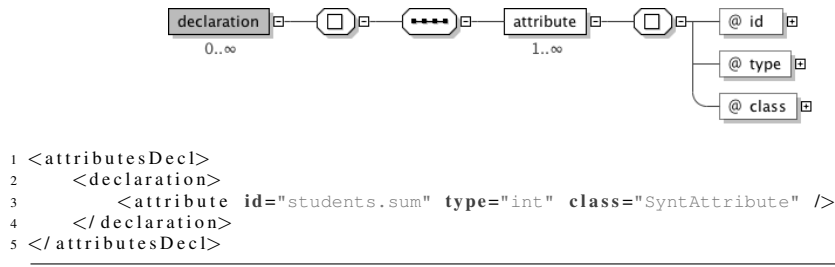 declaration attribute @ id
0..∞ 1..∞
@ type
@ class
1 <attributesDecl>
2 <declaration>
3 <attribute id="students.sum" type="int" class="SyntAttribute" />
4 </declaration>
5 </attributesDecl>